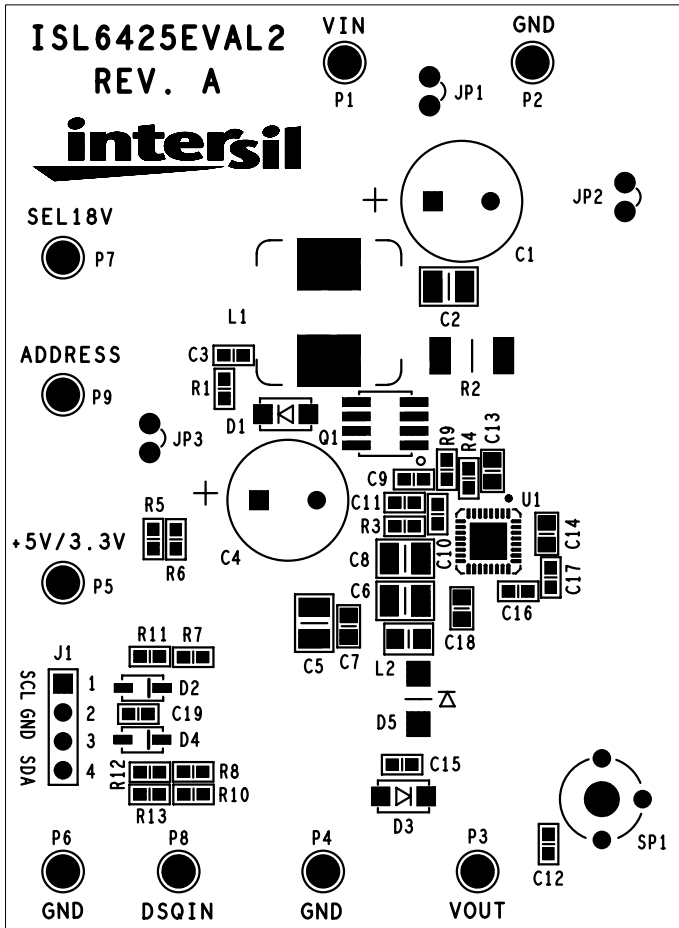 ISL6425EVAL2
REV. A
VIN
GND
P1
JP1
P2
intersil
JP2
SEL18V
P7
C1
C2
L1
ADDRESS
C3
R1
R2
P9
D1
Q1
JP3
R9
R4
C13
C9
C11
U1
R5
R3
C10
C14
+5V/3.3V
R6
C4
C8
C17
P5
C6
C16
C18
J1
R11
R7
C5
C7
L2
SCL GND SDA
1
2
3
4
D2
C19
D4
D5
R12
R8
C15
R13
R10
D3
SP1
P6
P8
P4
P3
C12
GND
DSQIN
GND
VOUT